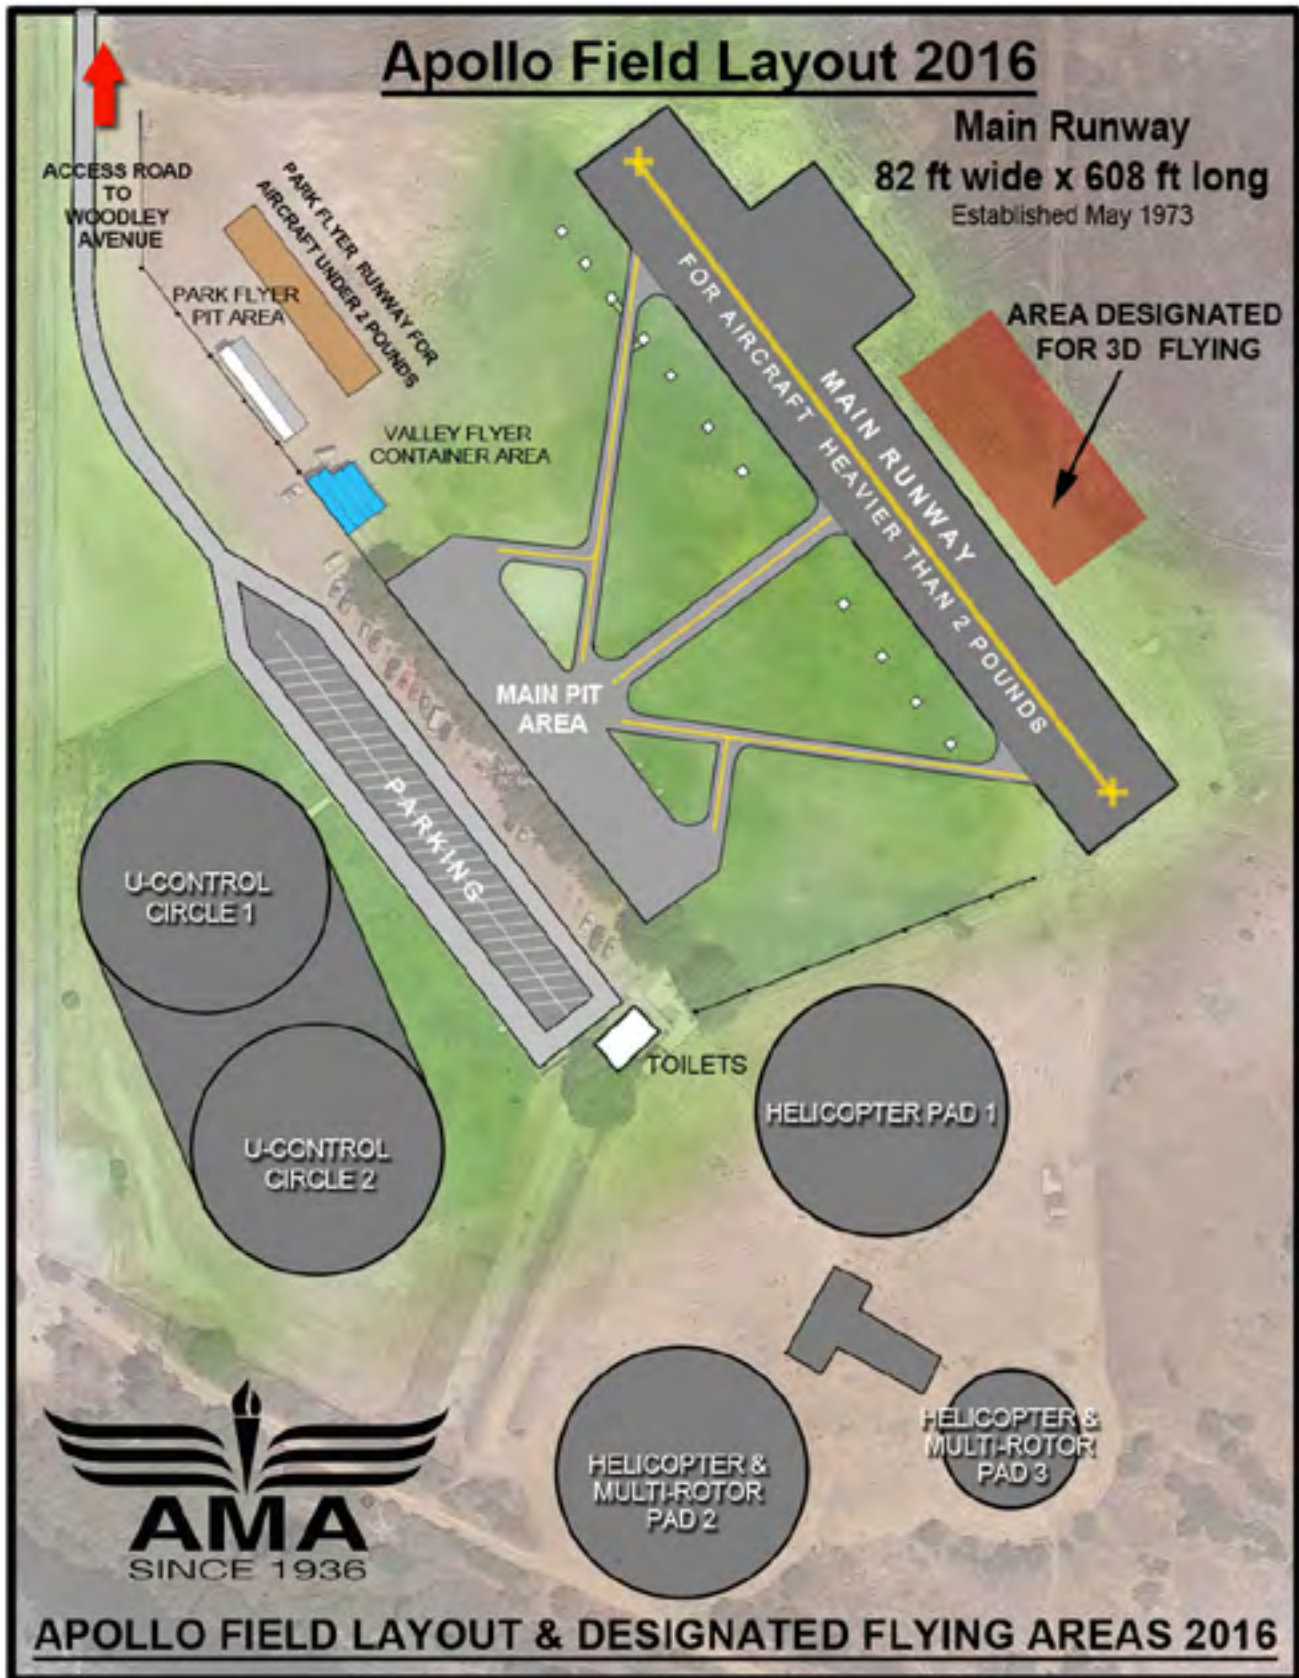 Apollo Field Layout 2016
Main Runway
82 ft wide x 608 ft long
Established May 1973
ACCESS ROAD
TO
WOODLEY
AVENUE
PARK FLYER RUNWAY FOR
AIRCRAFT UNDER 2 POUNDS
PARK FLYER
PIT AREA
AREA DESIGNATED
FOR 3D FLYING
MAIN RUNWAY
FOR AIRCRAFT HEAVIER THAN 2 POUNDS
VALLEY FLYER
CONTAINER AREA
MAIN PIT
AREA
PARKING
U-CONTROL
CIRCLE 1
TOILETS
HELICOPTER PAD 1
U-CONTROL
CIRCLE 2
HELICOPTER &
MULTI-ROTOR
PAD 3
HELICOPTER &
MULTI-ROTOR
PAD 2
AMA
SINCE 1936
APOLLO FIELD LAYOUT & DESIGNATED FLYING AREAS 2016